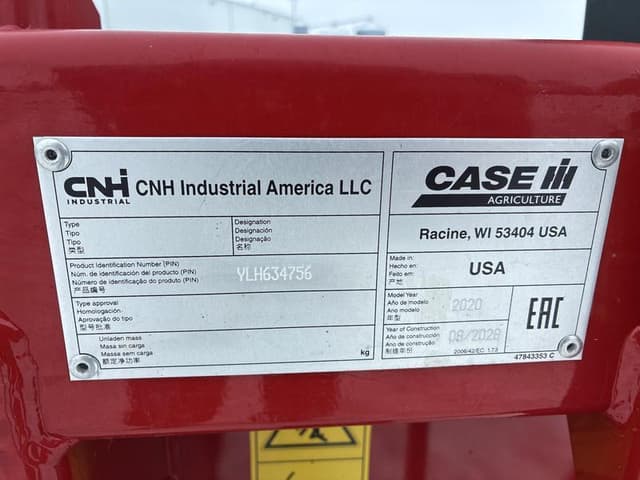 CNH
INDUSTRIAL
CNH Industrial America LLC
Type
Tipo
Tipo
类型
Designation
Designación
Designação
名称
Product Identification Number (PIN)
Núm. de identificación del producto (PIN)
Número de identificação do produto (PIN)
产品编号
YLH634756
Type approval
Homologación
Aprovação do tipo
型号批准
Unladen mass
Masa sin carga
Massa sem carga
额定净功率
kg
CASE IH
AGRICULTURE
Racine, WI 53404 USA
Made in:
Hecho en:
Feito em:
产地
USA
Model Year
Año de modelo
Ano modelo
年型
2020
Year of Construction
Año de construcción
Ano de construção
制造年份
2006/42/EC, 1.7.3
EAC
47843353 C